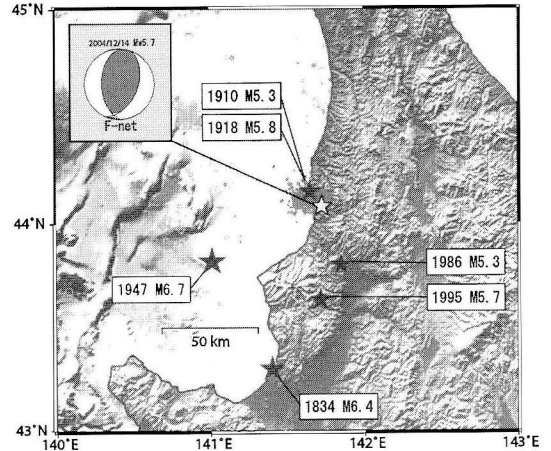 45°N
2004/12/14 Mw5.7
F-net
1910 M5.3
1918 M5.8
44°N
1986 M5.3
1947 M6.7
1995 M5.7
50 km
1834 M6.4
43°N
140°E
141°E
142°E
143°E